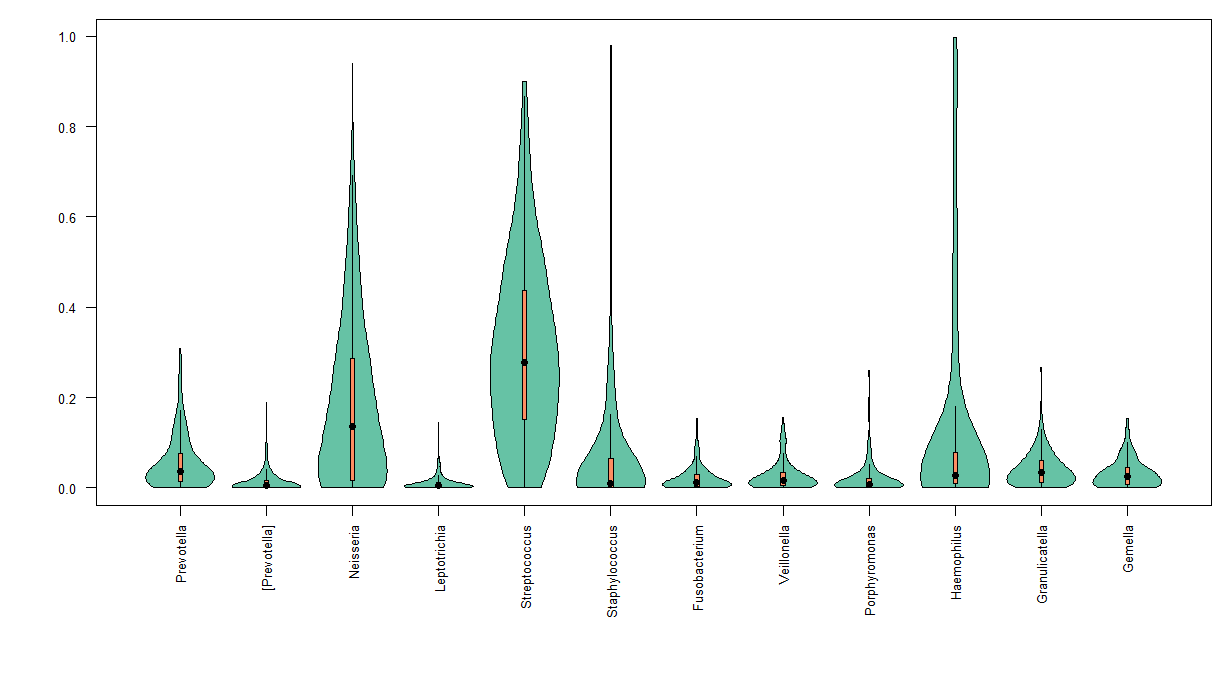 1.0
0.8
0.6
0.4
0.2
0.0
Prevotella
[Prevotella]
Neisseria
Leptotrichia
Streptococcus
Staphylococcus
Fusobacterium
Veillonella
Porphyromonas
Haemophilus
Granulicatella
Gemella